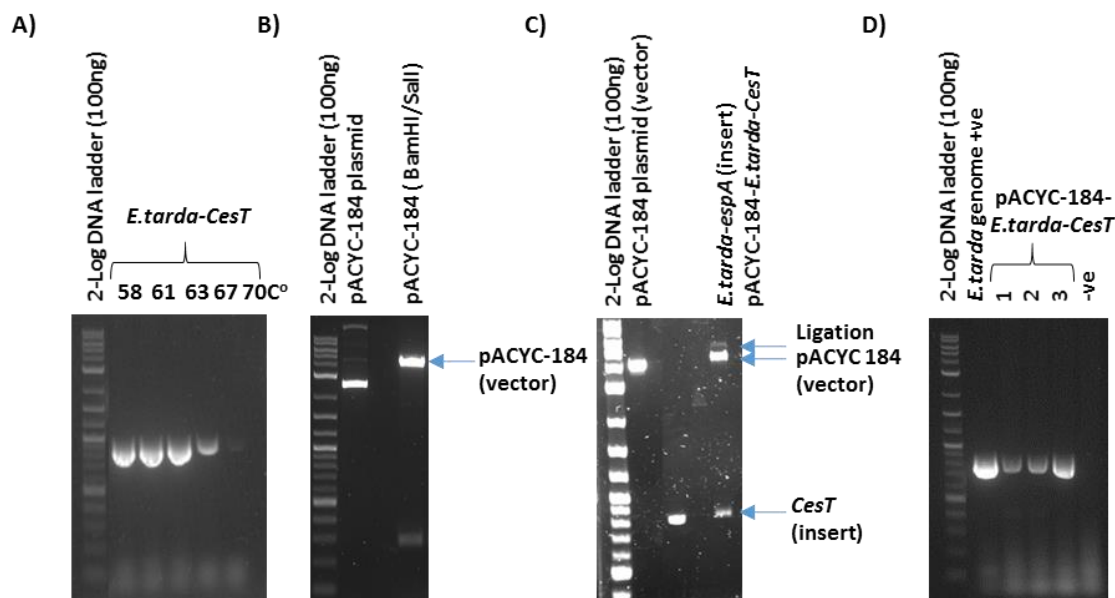 A)
2-Log DNA ladder (100ng)
E.tarda-CesT
58 61 63 67 70C°
B)
2-Log DNA ladder (100ng)
pACYC-184 plasmid
pACYC-184 ( BamHI/SalI)
pACYC-184
(vector)
C)
2-Log DNA ladder (100ng)
pACYC-184 plasmid (vector)
E.tarda-espA (insert)
pACYC-184-E.tarda-CesT
Ligation
pACYC 184
(vector)
CesT
(insert)
D)
2-Log DNA ladder (100ng)
E.tarda genome +ve
pACYC-184-
E.tarda-CesT
1
2
3
-ve